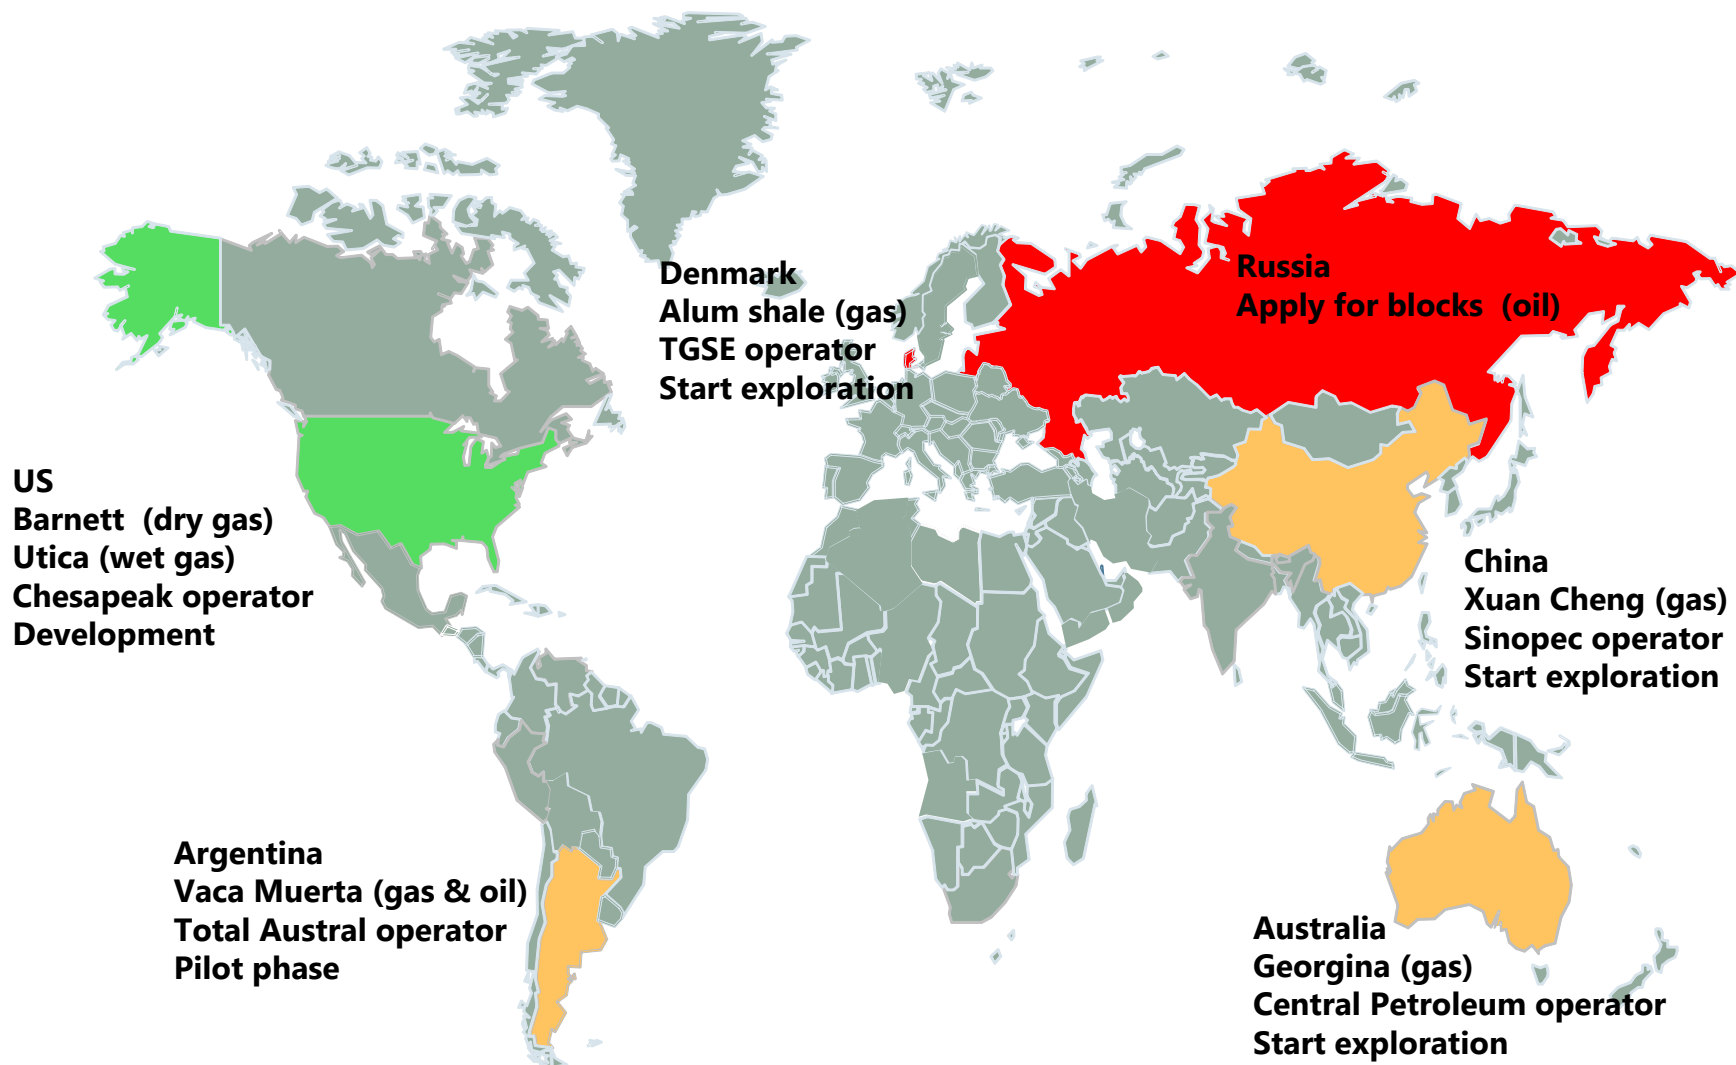 Denmark
Alum shale (gas)
TGSE operator
Start exploration
Russia
Apply for blocks  (oil)
US
Barnett  (dry gas)
Utica (wet gas)
Chesapeak operator
Development
China
Xuan Cheng (gas)
Sinopec operator
Start exploration
Argentina
Vaca Muerta (gas & oil)
Total Austral operator
Pilot phase
Australia
Georgina (gas)
Central Petroleum operator
Start exploration